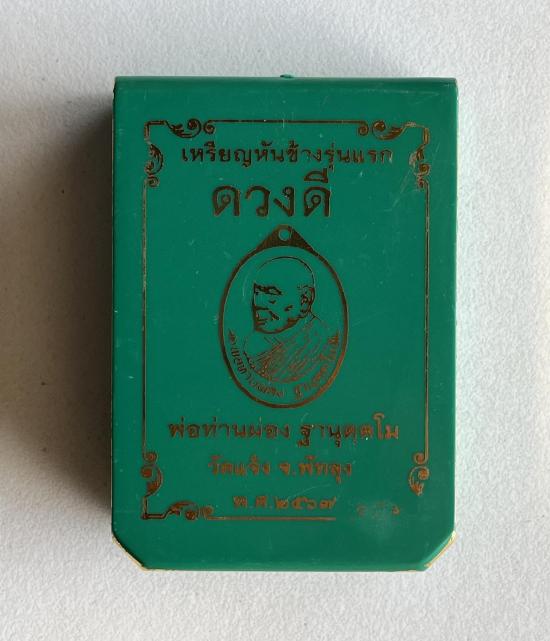 เหรียญหันข้างรุ่นแรก
ดวงดี
พ่อท่านผ่อง ฐานุตฺตโม
วัดแจ้ง จ.พัทลุง
พ.ศ.๒๕๖๗